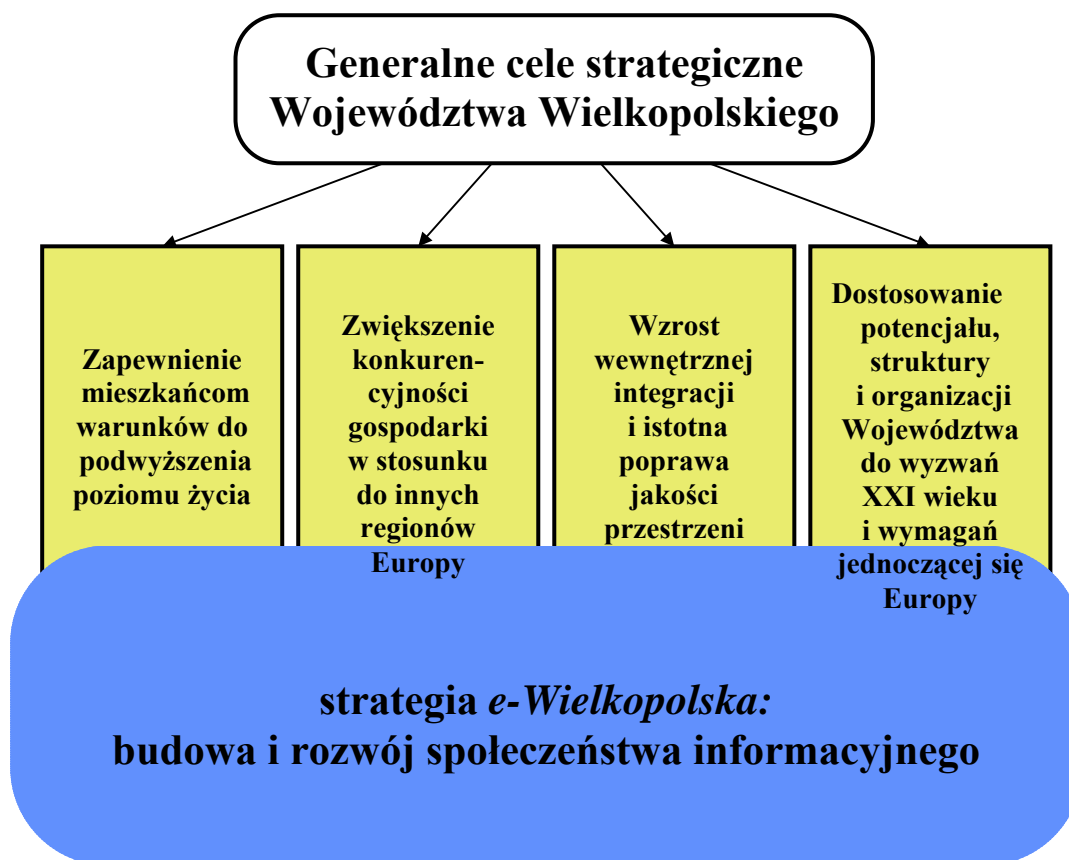 Generalne cele strategiczne
Województwa Wielkopolskiego
Zapewnienie
mieszkańcom
warunków do
podwyższenia
poziomu życia
Zwiększenie
konkuren-
cyjności
gospodarki
w stosunku
do innych
regionów
Europy
Wzrost
wewnętrznej
integracji
i istotna
poprawa
jakości
przestrzeni
Dostosowanie
potencjału,
struktury
i organizacji
Województwa
do wyzwań
XXI wieku
i wymagań
jednoczącej się
Europy
strategia e-Wielkopolska:
budowa i rozwój społeczeństwa informacyjnego